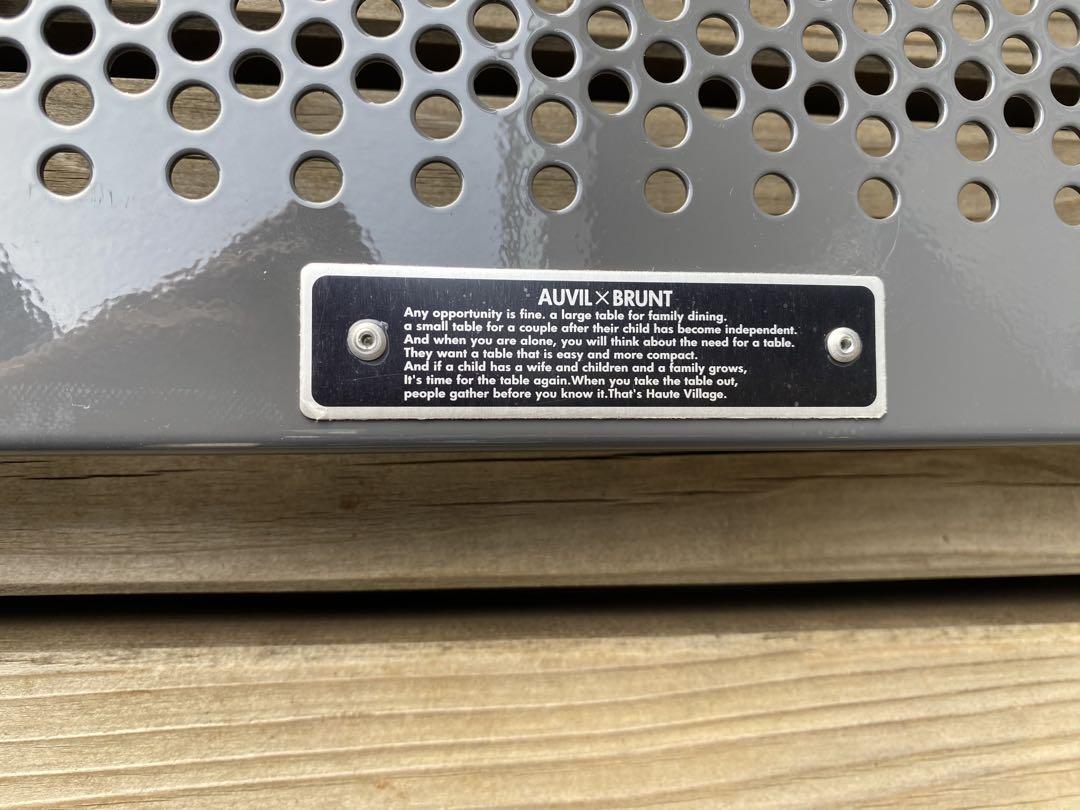 AUVIL×BRUNT
Any opportunity is fine. a large table for family dining.
a small table for a couple after their child has become independent.
And when you are alone, you will think about the need for a table.
They want a table that is easy and more compact.
And if a child has a wife and children and a family grows,
It's time for the table again.When you take the table out,
people gather before you know it.That's Haute Village.